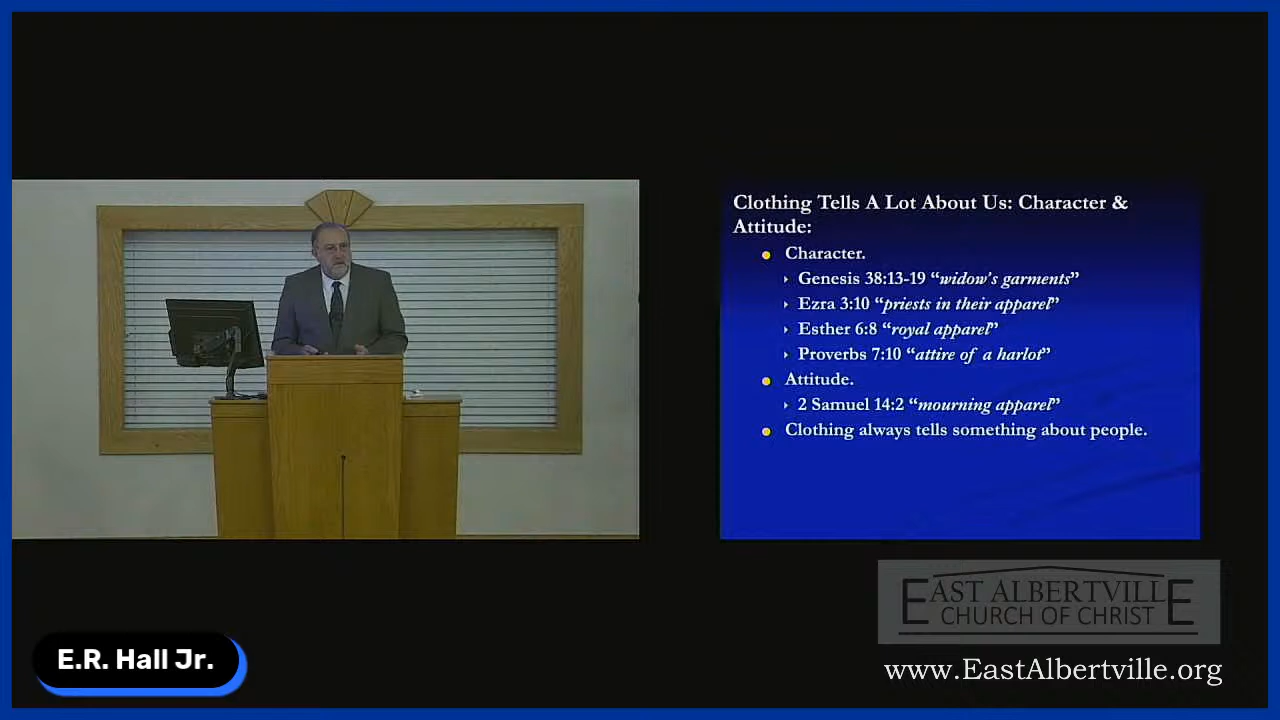 Clothing Tells A Lot About Us: Character &
Attitude:
Character.
Genesis 38:13-19 “widow's garments”
Ezra 3:10 “priests in their apparel”
Esther 6:8 “royal apparel”
Proverbs 7:10 “attire of a harlot”
Attitude.
2 Samuel 14:2 “mourning apparel”
Clothing always tells something about people.
EAST ALBERTVILLE
CHURCH OF CHRIST
E.R. Hall Jr.
www.EastAlbertville.org